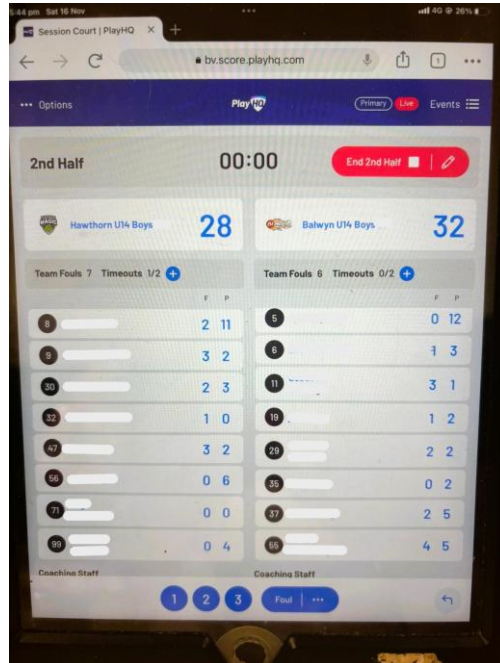 5:44 pm Sat 16 Nov ... 4G 26%
Session Court | PlayHQ × +
bv.score.playhq.com 1 ...
... Options PlayHQ Primary Live Events
2nd Half 00:00 End 2nd Half
Hawthorn U14 Boys 28
Balwyn U14 Boys 32
Team Fouls 7 Timeouts 1/2 +
Team Fouls 6 Timeouts 0/2 +
F P
F P
8 2 11
5 0 12
9 3 2
6 1 3
30 2 3
11 3 1
32 1 0
19 1 2
47 3 2
29 2 2
56 0 6
35 0 2
71 0 0
37 2 5
99 0 4
55 4 5
Coaching Staff
Coaching Staff
1 2 3 Foul ...